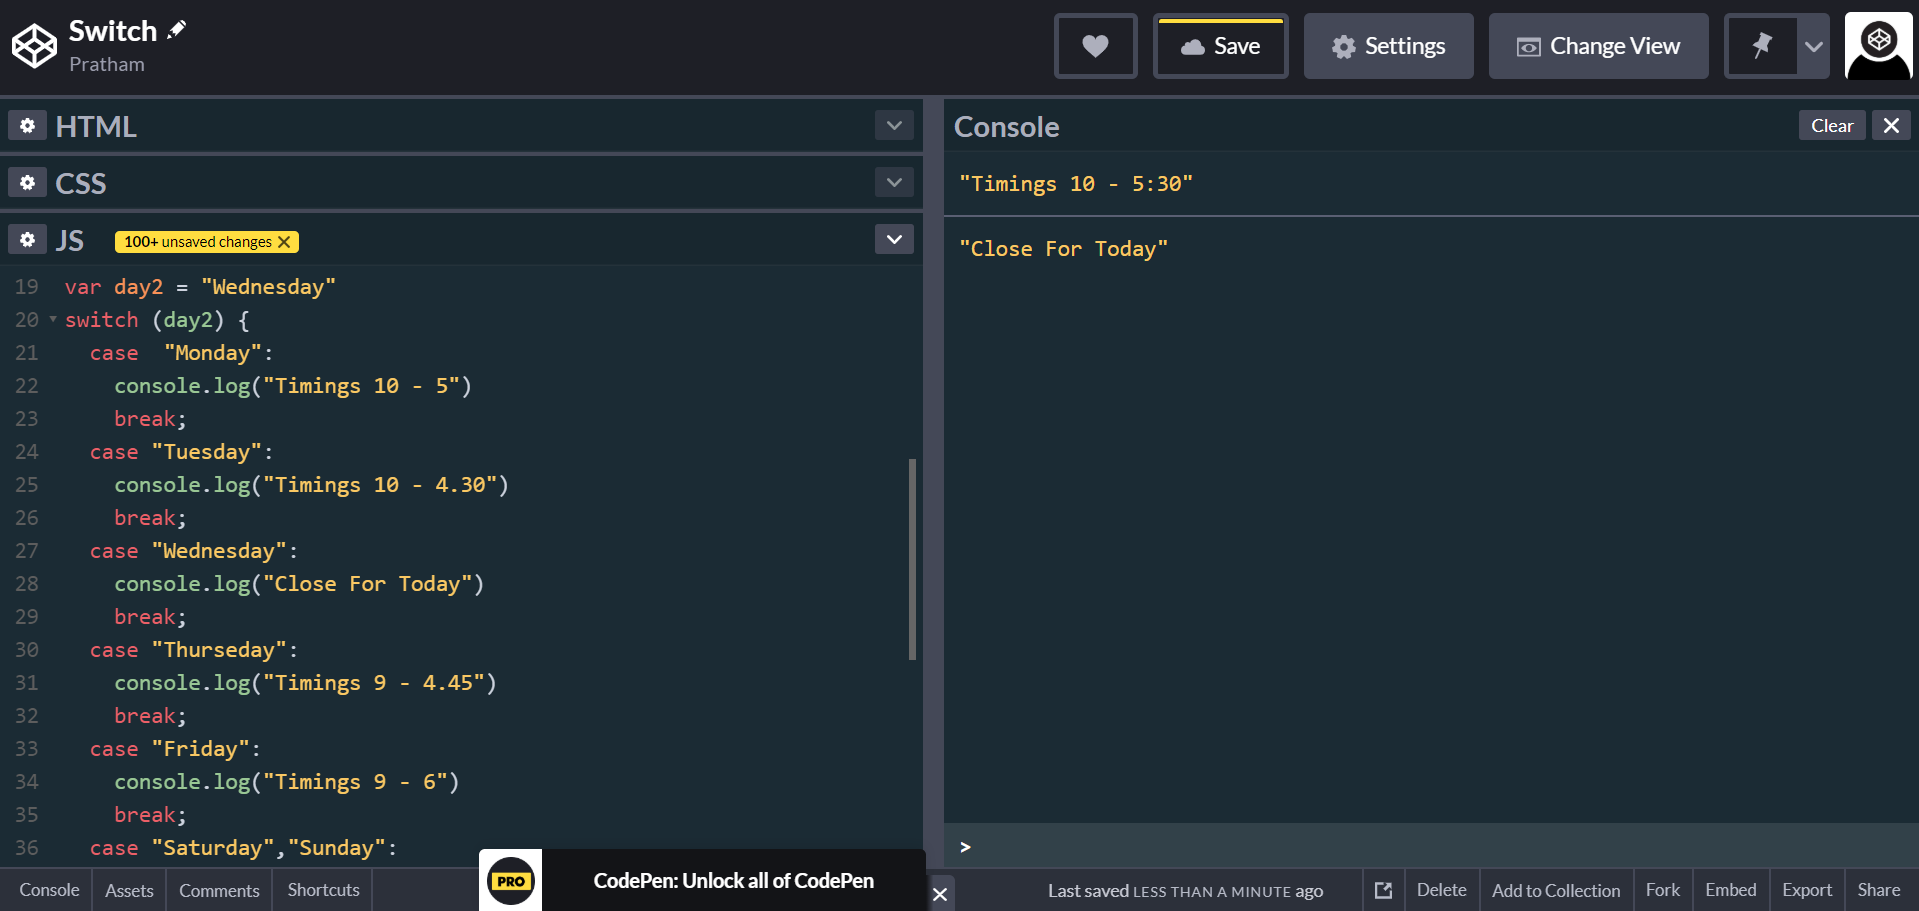 Switch
Pratham
Save
Settings
Change View
HTML
CSS
JS
100+ unsaved changes
19 var day2 = "Wednesday"
20 switch (day2) {
21 case  "Monday":
22 console.log("Timings 10 - 5")
23 break;
24 case "Tuesday":
25 console.log("Timings 10 - 4.30")
26 break;
27 case "Wednesday":
28 console.log("Close For Today")
29 break;
30 case "Thurseday":
31 console.log("Timings 9 - 4.45")
32 break;
33 case "Friday":
34 console.log("Timings 9 - 6")
35 break;
36 case "Saturday","Sunday":
Console
Clear
"Timings 10 - 5:30"
"Close For Today"
>
Console Assets Comments Shortcuts
PRO
CodePen: Unlock all of CodePen
Last saved LESS THAN A MINUTE ago
Delete Add to Collection Fork Embed Export Share